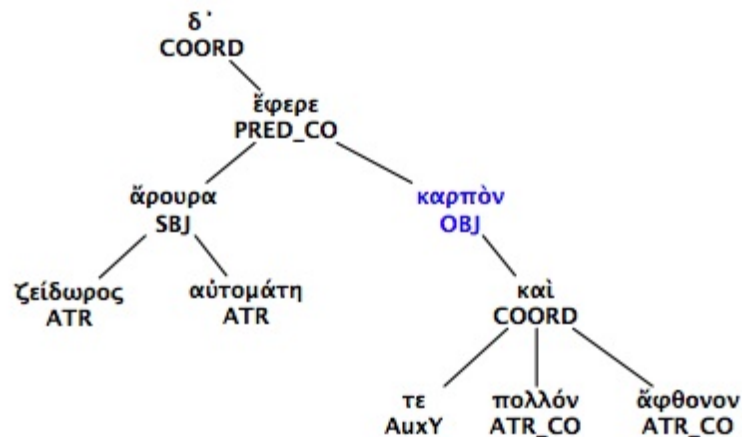 δ᾽
COORD
ἔφερε
PRED_CO
ἄρουρα καρπὸν
SBJ OBJ
ζείδωρος αὐτομάτη καὶ
ATR ATR COORD
τε πολλόν ἄφθονον
AuxY ATR_CO ATR_CO